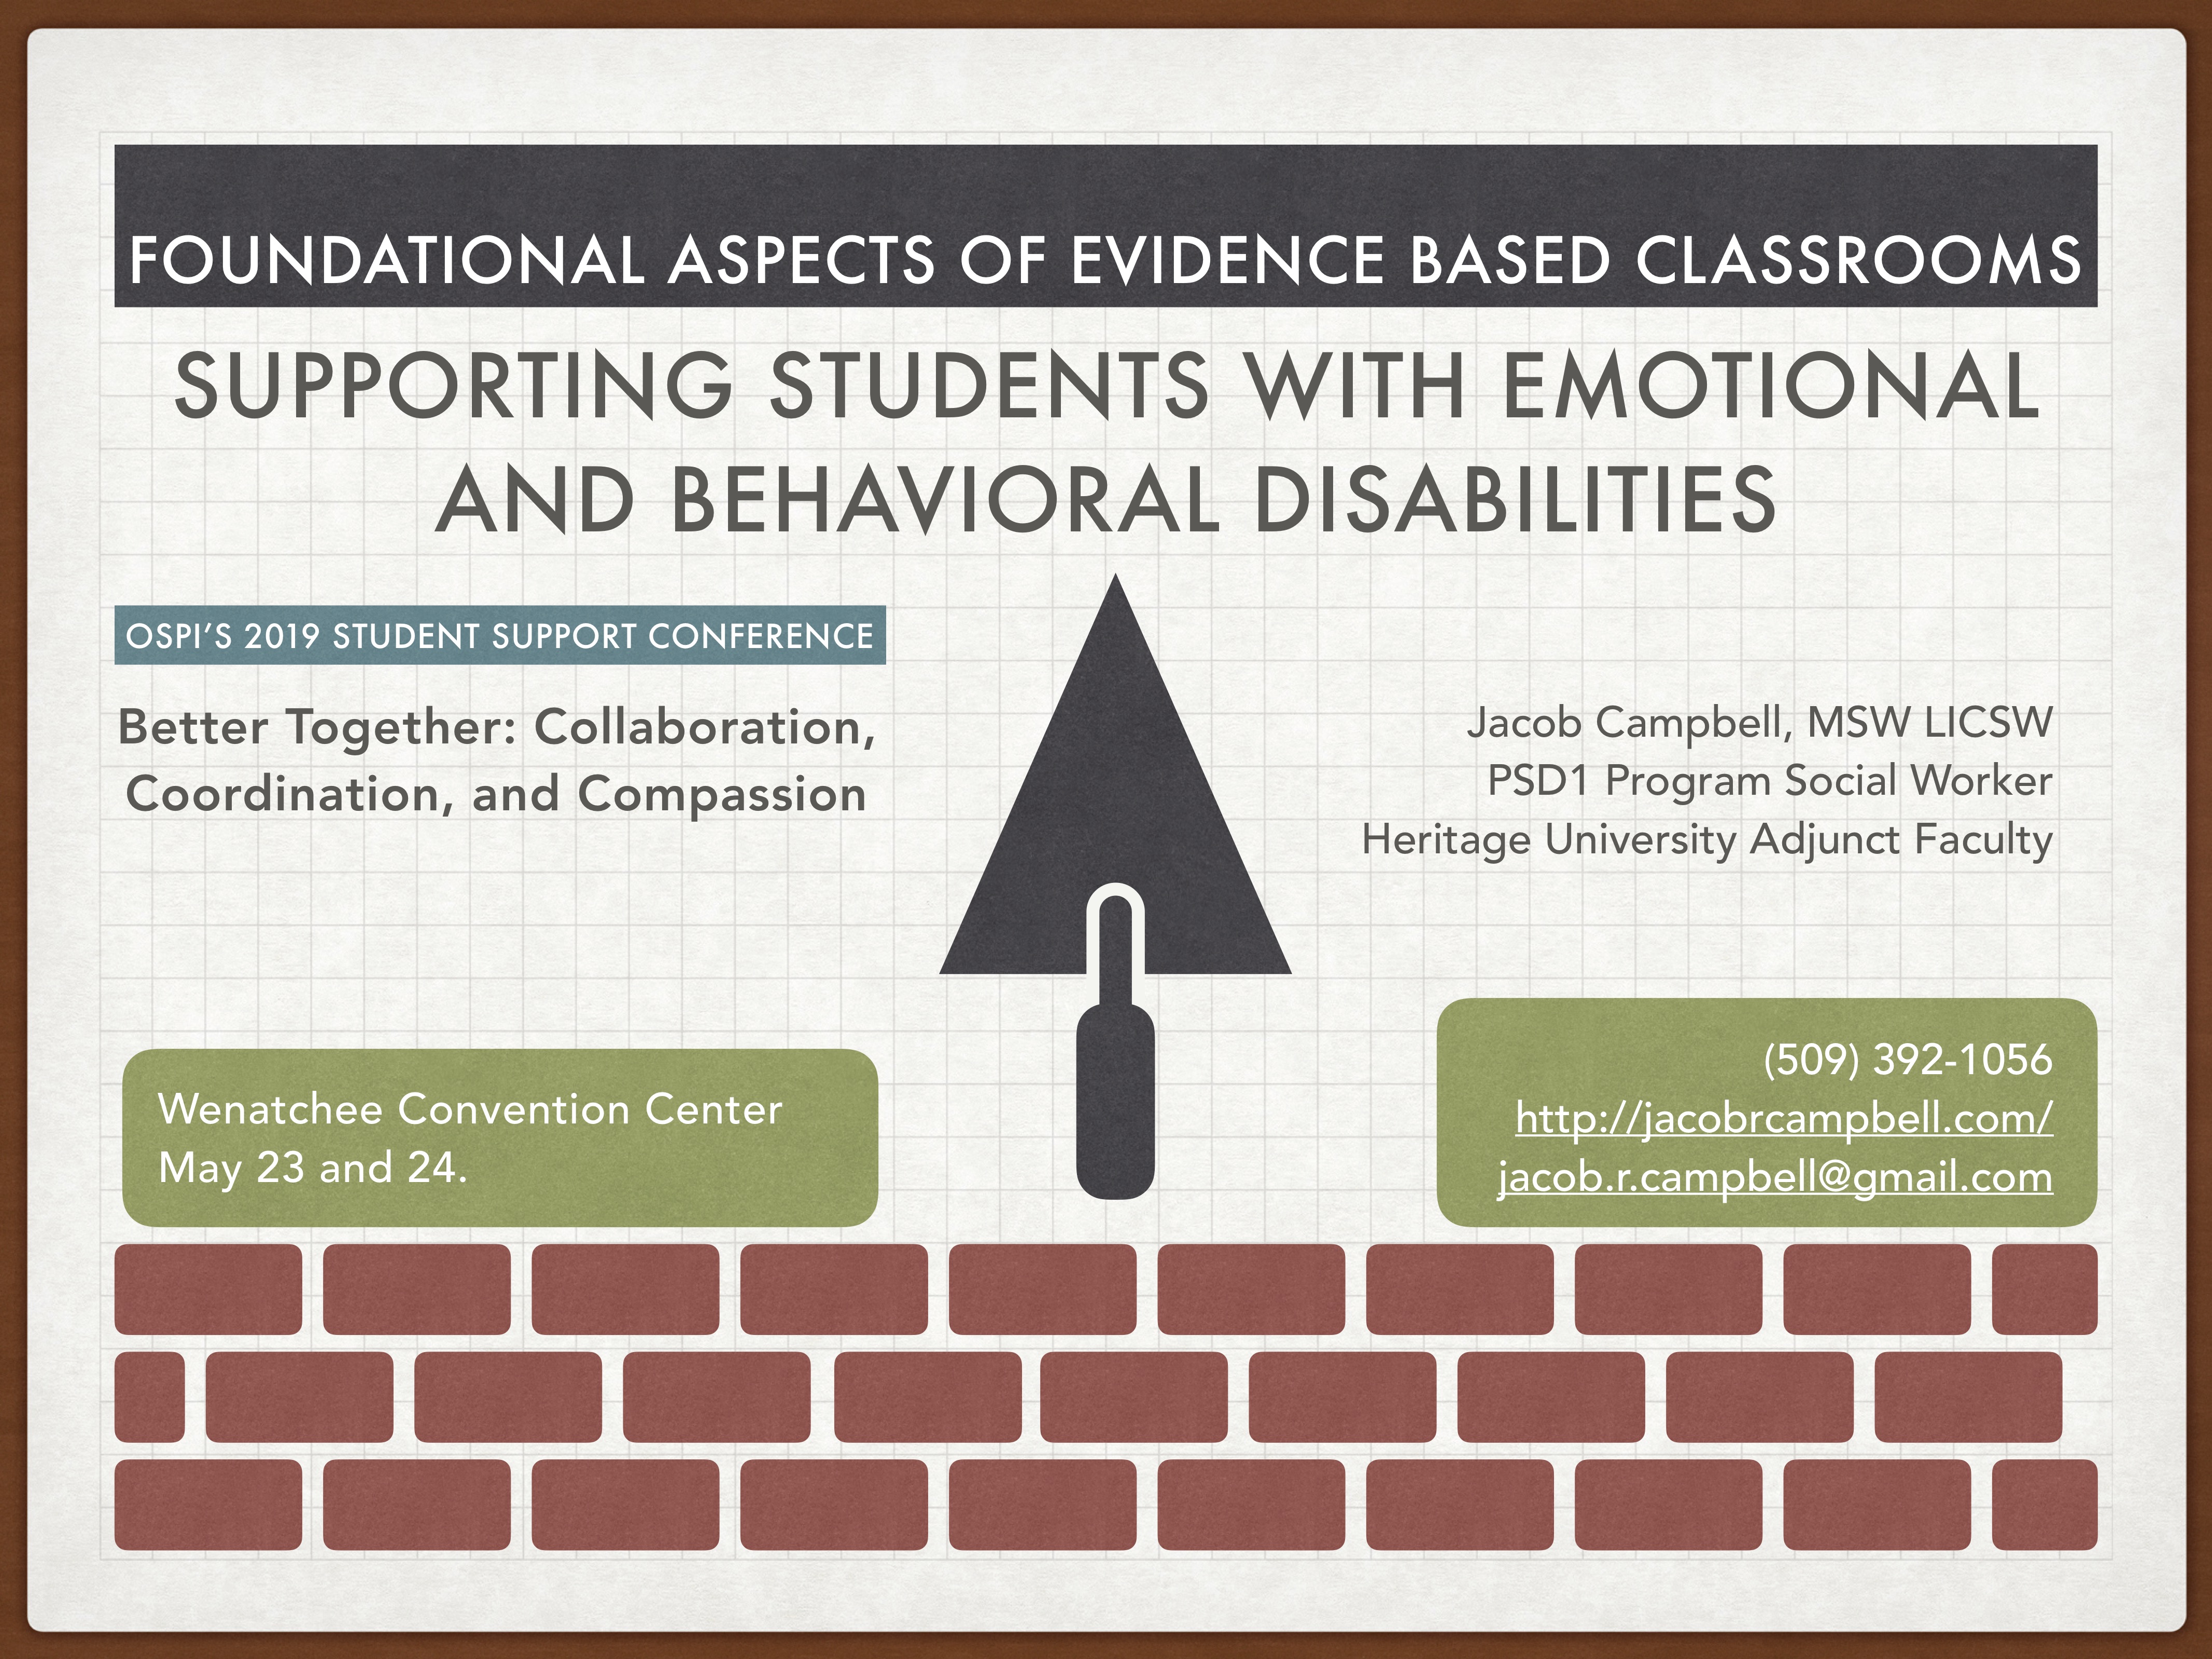 FOUNDATIONAL ASPECTS OF EVIDENCE BASED CLASSROOMS
SUPPORTING STUDENTS WITH EMOTIONAL
AND BEHAVIORAL DISABILITIES
OSPI’S 2019 STUDENT SUPPORT CONFERENCE
Better Together: Collaboration,
Coordination, and Compassion
Jacob Campbell, MSW LICSW
PSD1 Program Social Worker
Heritage University Adjunct Faculty
Wenatchee Convention Center
May 23 and 24.
(509) 392-1056
http://jacobrcampbell.com/
jacob.r.campbell@gmail.com